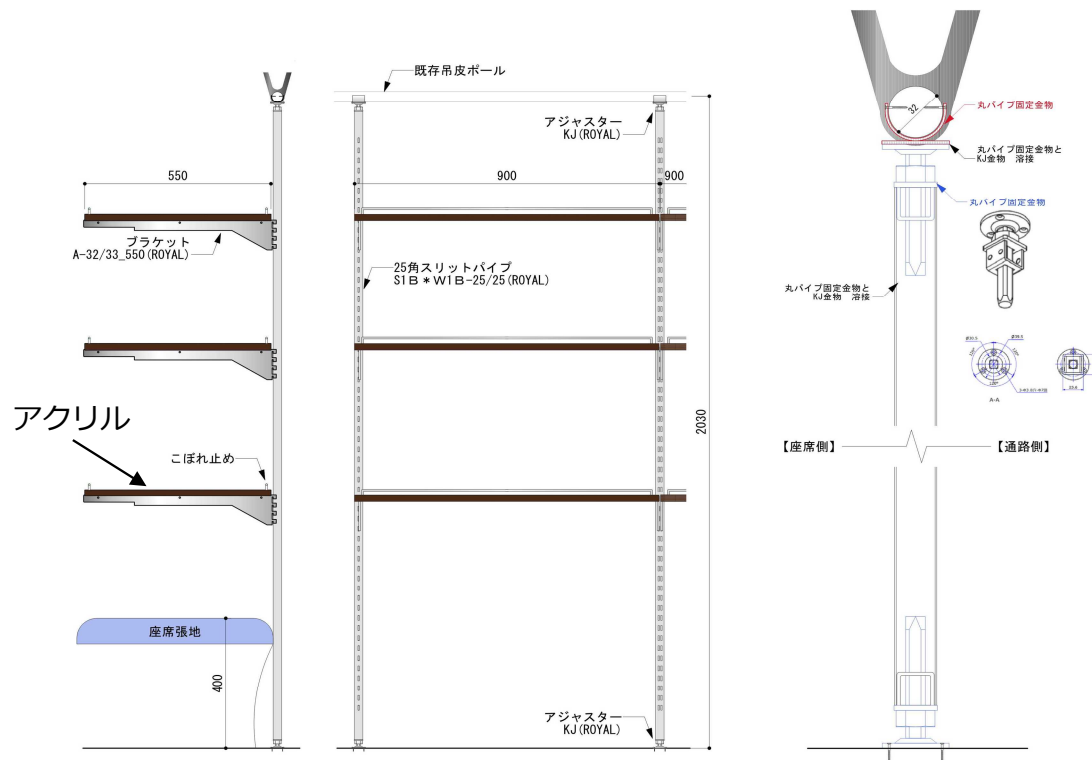 既存吊皮ポール
アジャスター
KJ(ROYAL)
550
900
900
ブラケット
A-32/33_550(ROYAL)
25角スリットパイプ
S1B*W1B-25/25(ROYAL)
アクリル
こぼれ止め
2030
座席張地
400
アジャスター
KJ(ROYAL)
32
丸パイプ固定金物
丸パイプ固定金物と
KJ金物 溶接
丸パイプ固定金物
丸パイプ固定金物と
KJ金物 溶接
120°
A-A
【座席側】
【通路側】